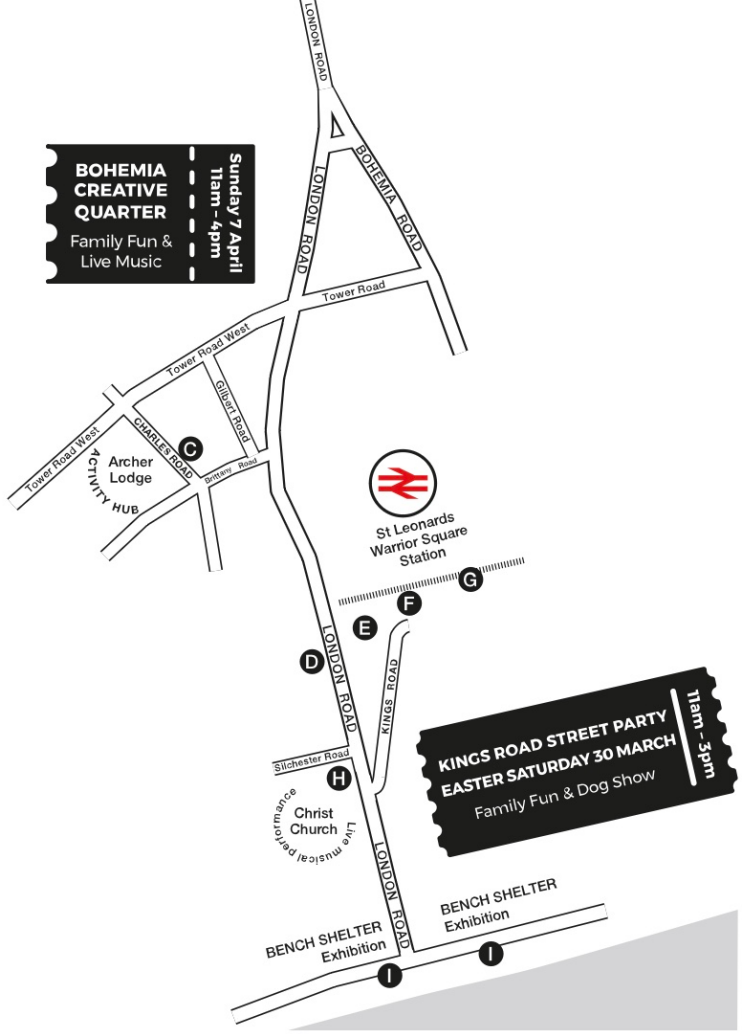 LONDON ROAD
BOHEMIA
CREATIVE
QUARTER
Family Fun &
Live Music
Sunday 7 April
11am – 4pm
LONDON ROAD
BOHEMIA ROAD
Tower Road
Tower Road West
Gilbert Road
CHARLES ROAD
C
Tower Road West
Archer
Lodge
ACTIVITY HUB
Brittany Road
St Leonards
Warrior Square
Station
G
F
E
D
LONDON ROAD
KINGS ROAD
KINGS ROAD STREET PARTY
EASTER SATURDAY 30 MARCH
Family Fun & Dog Show
11am – 3pm
Silchester Road
H
Christ
Church
Live musical performance
LONDON ROAD
BENCH SHELTER
Exhibition
BENCH SHELTER
Exhibition
I
I